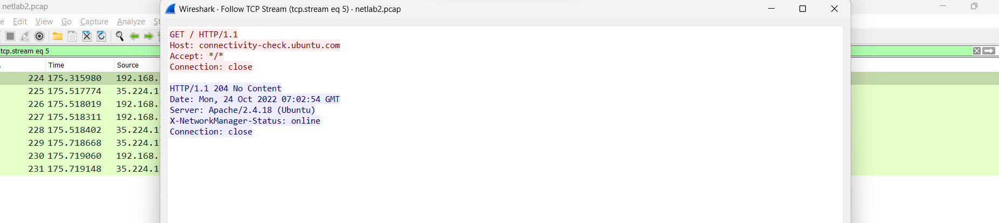 netlab2.pcap
Wireshark · Follow TCP Stream (tcp.stream eq 5) · netlab2.pcap
Edit View Go Capture Analyze
tcp.stream eq 5
Time Source
224 175.315980 192.168.
225 175.517774 35.224.1
226 175.518019 192.168.
227 175.518311 192.168.
228 175.518402 35.224.1
229 175.718668 35.224.1
230 175.719060 192.168.
231 175.719148 35.224.1
GET / HTTP/1.1
Host: connectivity-check.ubuntu.com
Accept: */*
Connection: close
HTTP/1.1 204 No Content
Date: Mon, 24 Oct 2022 07:02:54 GMT
Server: Apache/2.4.18 (Ubuntu)
X-NetworkManager-Status: online
Connection: close